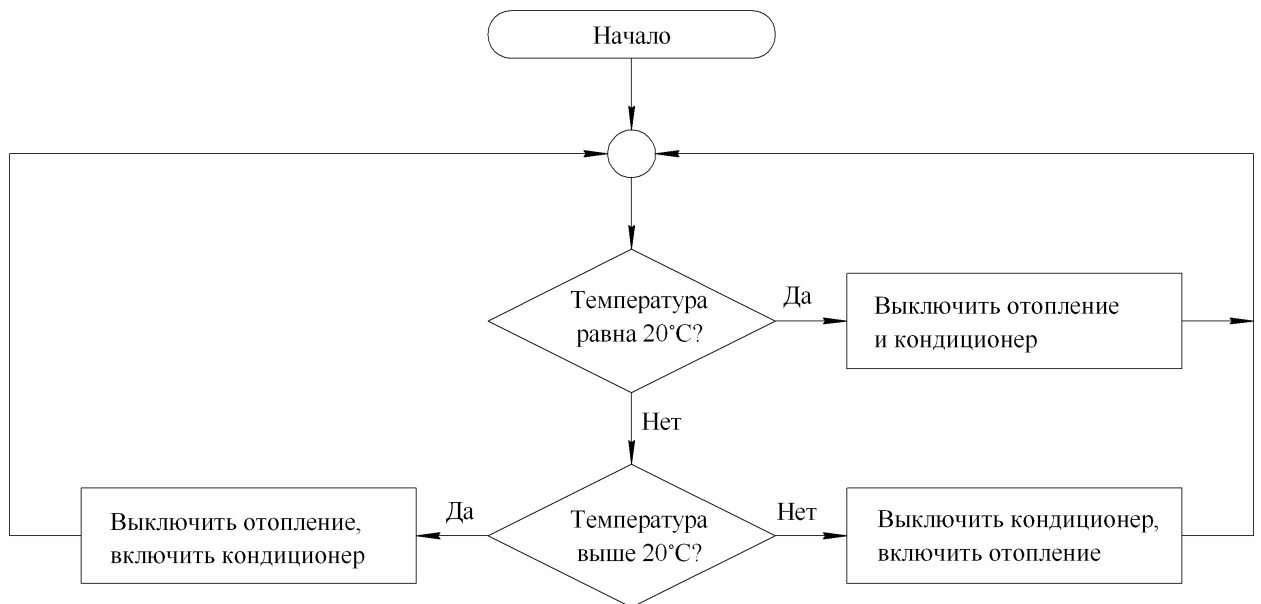 Начало
Температура
равна 20°С?
Да
Выключить отопление
и кондиционер
Нет
Выключить отопление,
включить кондиционер
Да
Температура
выше 20°С?
Нет
Выключить кондиционер,
включить отопление